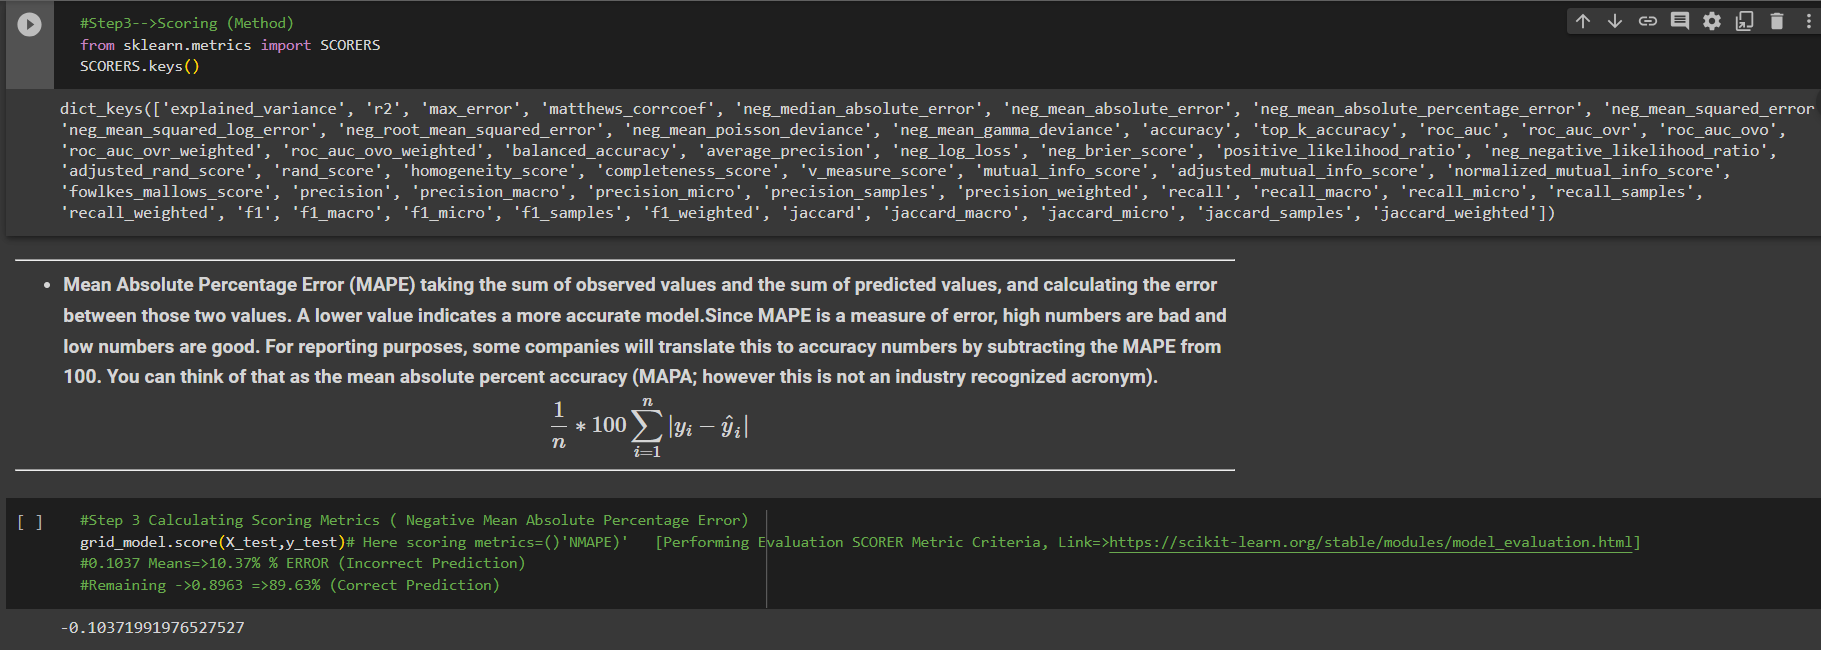 #Step3-->Scoring (Method)
from sklearn.metrics import SCORERS
SCORERS.keys()
dict_keys(['explained_variance', 'r2', 'max_error', 'matthews_corrcoef', 'neg_median_absolute_error', 'neg_mean_absolute_error', 'neg_mean_absolute_percentage_error', 'neg_mean_squared_error
'neg_mean_squared_log_error', 'neg_root_mean_squared_error', 'neg_mean_poisson_deviance', 'neg_mean_gamma_deviance', 'accuracy', 'top_k_accuracy', 'roc_auc', 'roc_auc_ovr', 'roc_auc_ovo',
'roc_auc_ovr_weighted', 'roc_auc_ovo_weighted', 'balanced_accuracy', 'average_precision', 'neg_log_loss', 'neg_brier_score', 'positive_likelihood_ratio', 'neg_negative_likelihood_ratio',
'adjusted_rand_score', 'rand_score', 'homogeneity_score', 'completeness_score', 'v_measure_score', 'mutual_info_score', 'adjusted_mutual_info_score', 'normalized_mutual_info_score',
'fowlkes_mallows_score', 'precision', 'precision_macro', 'precision_micro', 'precision_samples', 'precision_weighted', 'recall', 'recall_macro', 'recall_micro', 'recall_samples',
'recall_weighted', 'f1', 'f1_macro', 'f1_micro', 'f1_samples', 'f1_weighted', 'jaccard', 'jaccard_macro', 'jaccard_micro', 'jaccard_samples', 'jaccard_weighted'])
• Mean Absolute Percentage Error (MAPE) taking the sum of observed values and the sum of predicted values, and calculating the error
between those two values. A lower value indicates a more accurate model.Since MAPE is a measure of error, high numbers are bad and
low numbers are good. For reporting purposes, some companies will translate this to accuracy numbers by subtracting the MAPE from
100. You can think of that as the mean absolute percent accuracy (MAPA; however this is not an industry recognized acronym).
1/n * 100 ∑_{i=1}^{n} |y_i − ŷ_i|
[ ] #Step 3 Calculating Scoring Metrics ( Negative Mean Absolute Percentage Error)
grid_model.score(X_test,y_test)# Here scoring metrics=()'NMAPE)'   [Performing Evaluation SCORER Metric Criteria, Link=>https://scikit-learn.org/stable/modules/model_evaluation.html]
#0.1037 Means=>10.37% % ERROR (Incorrect Prediction)
#Remaining ->0.8963 =>89.63% (Correct Prediction)
-0.10371991976527527